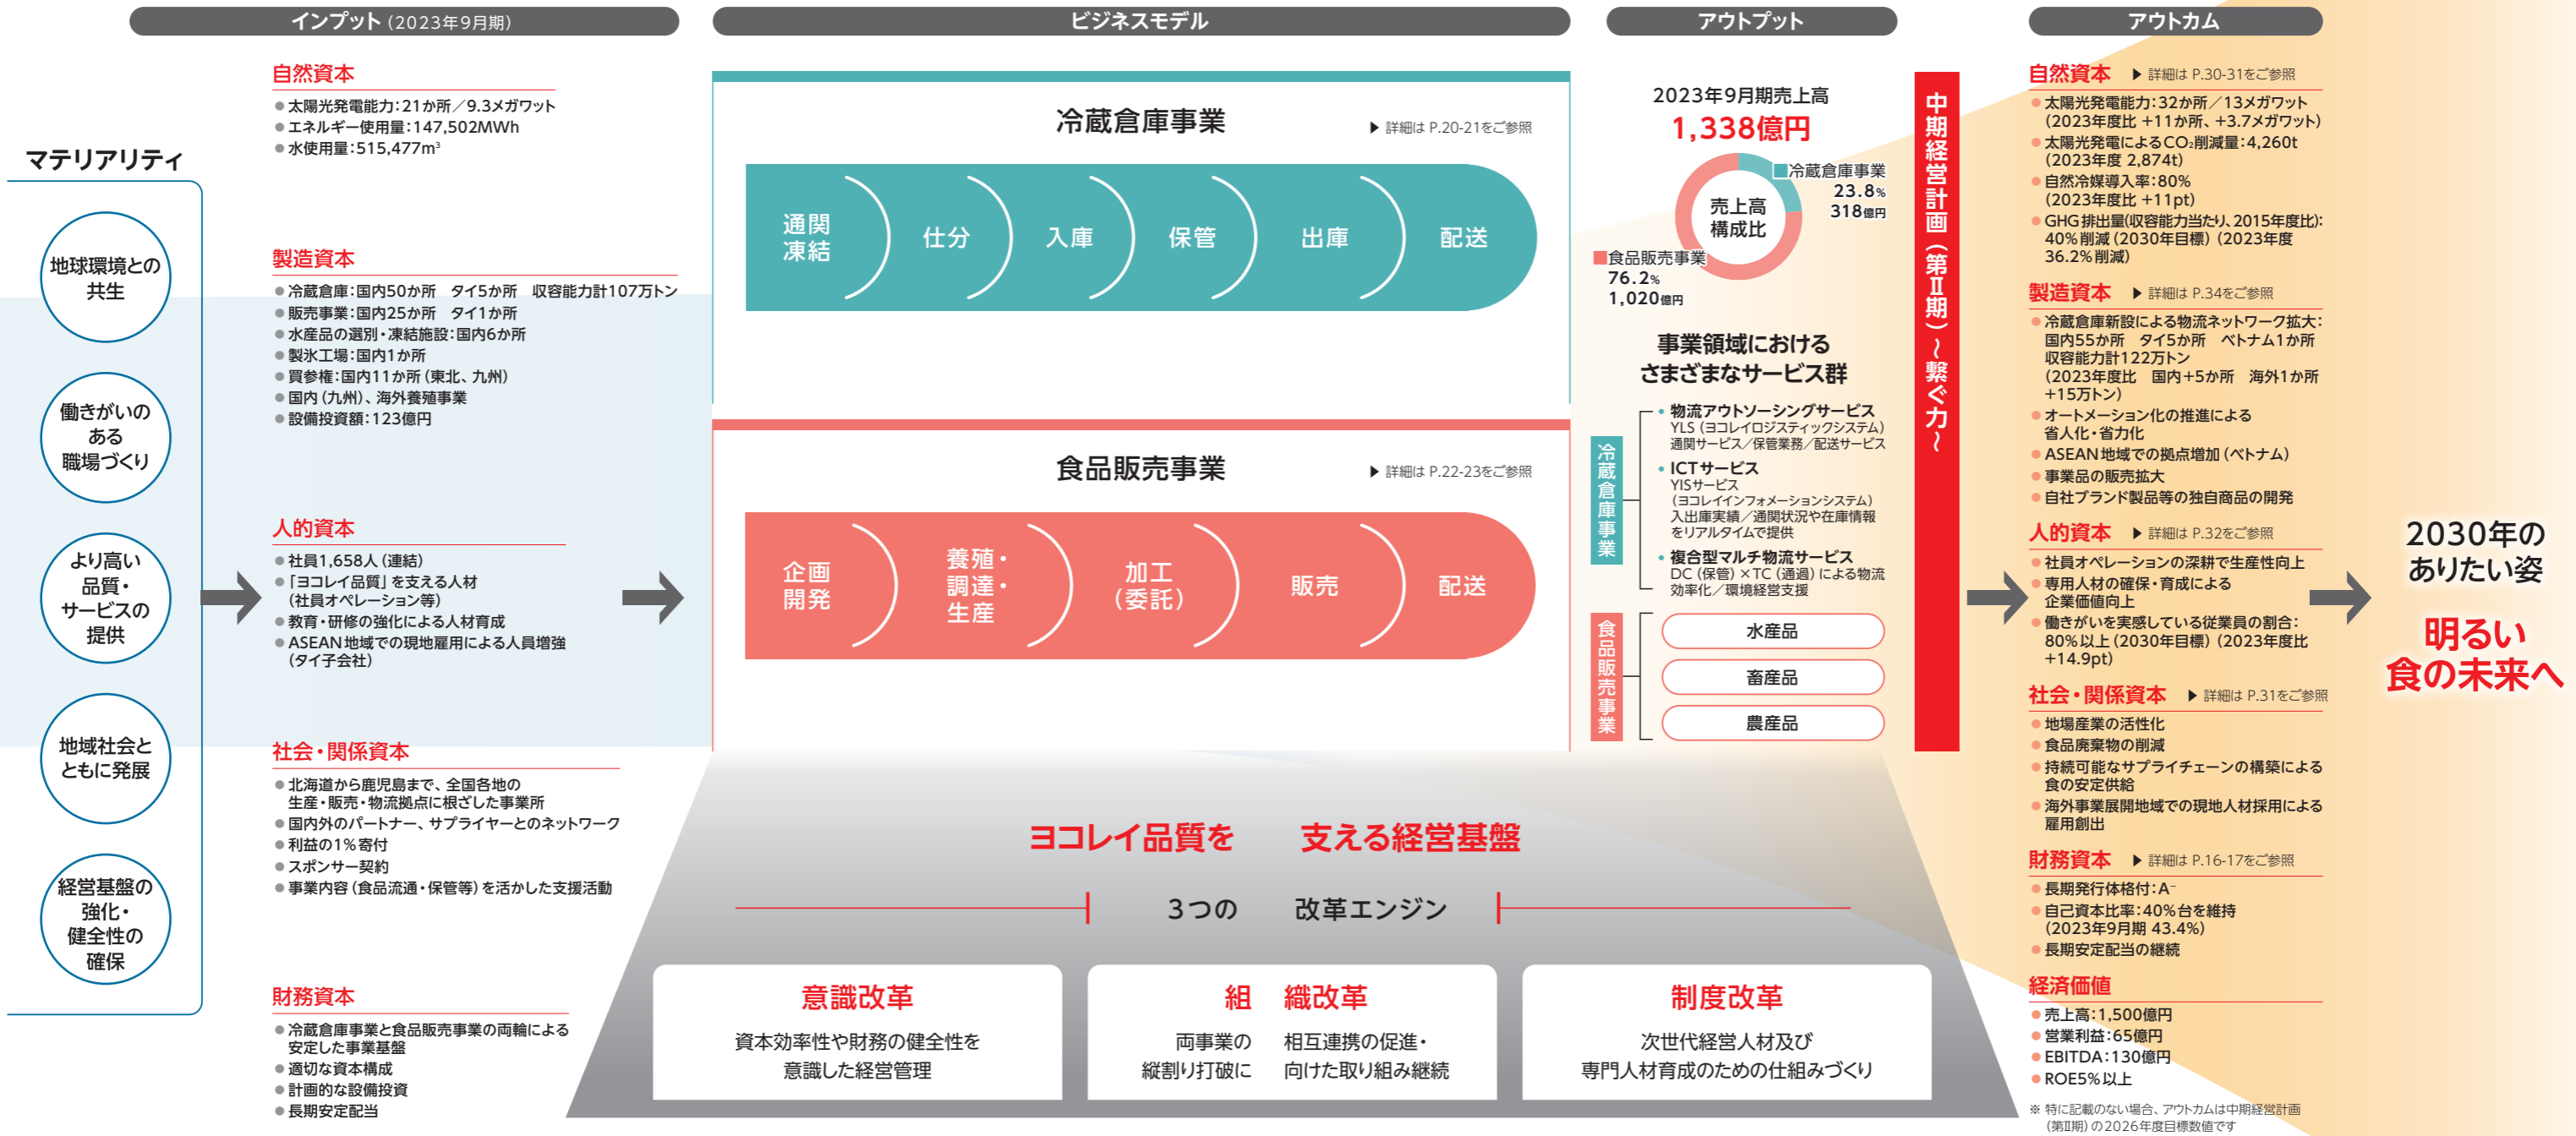 インプット（2023年9月期）
ビジネスモデル
アウトプット
アウトカム
マテリアリティ
地球環境との
共生
働きがいの
ある
職場づくり
より高い
品質・
サービスの
提供
地域社会と
ともに発展
経営基盤の
強化・
健全性の
確保
自然資本
●太陽光発電能力：21か所／9.3メガワット
●エネルギー使用量：147,502MWh
●水使用量：515,477m³
製造資本
●冷蔵倉庫：国内50か所　タイ5か所　収容能力計107万トン
●販売事業：国内25か所　タイ1か所
●水産品の選別・凍結施設：国内6か所
●製氷工場：国内1か所
●買参権：国内11か所（東北、九州）
●国内（九州）、海外養殖事業
●設備投資額：123億円
人的資本
●社員1,658人（連結）
●「ヨコレイ品質」を支える人材
（社員オペレーション等）
●教育・研修の強化による人材育成
●ASEAN地域での現地雇用による人員増強
（タイ子会社）
社会・関係資本
●北海道から鹿児島まで、全国各地の
生産・販売・物流拠点に根ざした事業所
●国内外のパートナー、サプライヤーとのネットワーク
●利益の1％寄付
●スポンサー契約
●事業内容（食品流通・保管等）を活かした支援活動
財務資本
●冷蔵倉庫事業と食品販売事業の両輪による
安定した事業基盤
●適切な資本構成
●計画的な設備投資
●長期安定配当
冷蔵倉庫事業
▶ 詳細は P.20-21をご参照
通関
凍結
仕分
入庫
保管
出庫
配送
食品販売事業
▶ 詳細は P.22-23をご参照
企画
開発
養殖・
調達・
生産
加工
（委託）
販売
配送
2023年9月期売上高
1,338億円
売上高
構成比
冷蔵倉庫事業
23.8%
318億円
食品販売事業
76.2%
1,020億円
事業領域における
さまざまなサービス群
冷蔵倉庫事業
• 物流アウトソーシングサービス
YLS（ヨコレイロジスティックシステム）
通関サービス／保管業務／配送サービス
• ICTサービス
YISサービス
（ヨコレイインフォメーションシステム）
入出庫実績／通関状況や在庫情報
をリアルタイムで提供
• 複合型マルチ物流サービス
DC（保管）×TC（通過）による物流
効率化／環境経営支援
食品販売事業
水産品
畜産品
農産品
中期経営計画（第Ⅱ期）～繋ぐ力～
ヨコレイ品質を　支える経営基盤
3つの　改革エンジン
意識改革
資本効率性や財務の健全性を
意識した経営管理
組　織改革
両事業の　相互連携の促進・
縦割り打破に　向けた取り組み継続
制度改革
次世代経営人材及び
専門人材育成のための仕組みづくり
自然資本　▶ 詳細は P.30-31をご参照
●太陽光発電能力：32か所／13メガワット
（2023年度比 +11か所、+3.7メガワット）
●太陽光発電によるCO₂削減量：4,260t
（2023年度 2,874t）
●自然冷媒導入率：80%
（2023年度比 +11pt）
●GHG排出量（収容能力当たり、2015年度比）：
40%削減（2030年目標）（2023年度
36.2%削減）
製造資本　▶ 詳細は P.34をご参照
●冷蔵倉庫新設による物流ネットワーク拡大：
国内55か所　タイ5か所　ベトナム1か所
収容能力計122万トン
（2023年度比　国内+5か所　海外1か所
+15万トン）
●オートメーション化の推進による
省人化・省力化
●ASEAN地域での拠点増加（ベトナム）
●事業品の販売拡大
●自社ブランド製品等の独自商品の開発
人的資本　▶ 詳細は P.32をご参照
●社員オペレーションの深耕で生産性向上
●専用人材の確保・育成による
企業価値向上
●働きがいを実感している従業員の割合：
80%以上（2030年目標）（2023年度比
+14.9pt）
社会・関係資本　▶ 詳細は P.31をご参照
●地場産業の活性化
●食品廃棄物の削減
●持続可能なサプライチェーンの構築による
食の安定供給
●海外事業展開地域での現地人材採用による
雇用創出
財務資本　▶ 詳細は P.16-17をご参照
●長期発行体格付：A⁻
●自己資本比率：40%台を維持
（2023年9月期 43.4%）
●長期安定配当の継続
経済価値
●売上高：1,500億円
●営業利益：65億円
●EBITDA：130億円
●ROE5%以上
※ 特に記載のない場合、アウトカムは中期経営計画
（第Ⅱ期）の2026年度目標数値です
2030年の
ありたい姿
明るい
食の未来へ